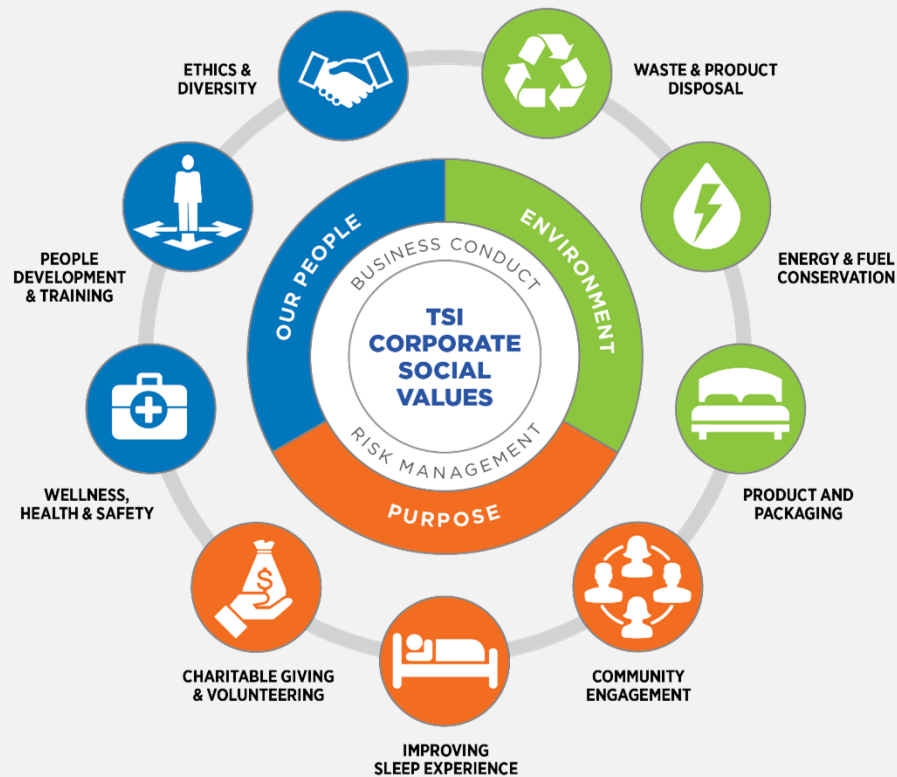 ETHICS &
DIVERSITY
WASTE & PRODUCT
DISPOSAL
PEOPLE
DEVELOPMENT
& TRAINING
ENERGY & FUEL
CONSERVATION
OUR PEOPLE
ENVIRONMENT
BUSINESS CONDUCT
TSI
CORPORATE
SOCIAL
VALUES
RISK MANAGEMENT
PURPOSE
WELLNESS,
HEALTH & SAFETY
PRODUCT AND
PACKAGING
$
CHARITABLE GIVING
& VOLUNTEERING
COMMUNITY
ENGAGEMENT
IMPROVING
SLEEP EXPERIENCE